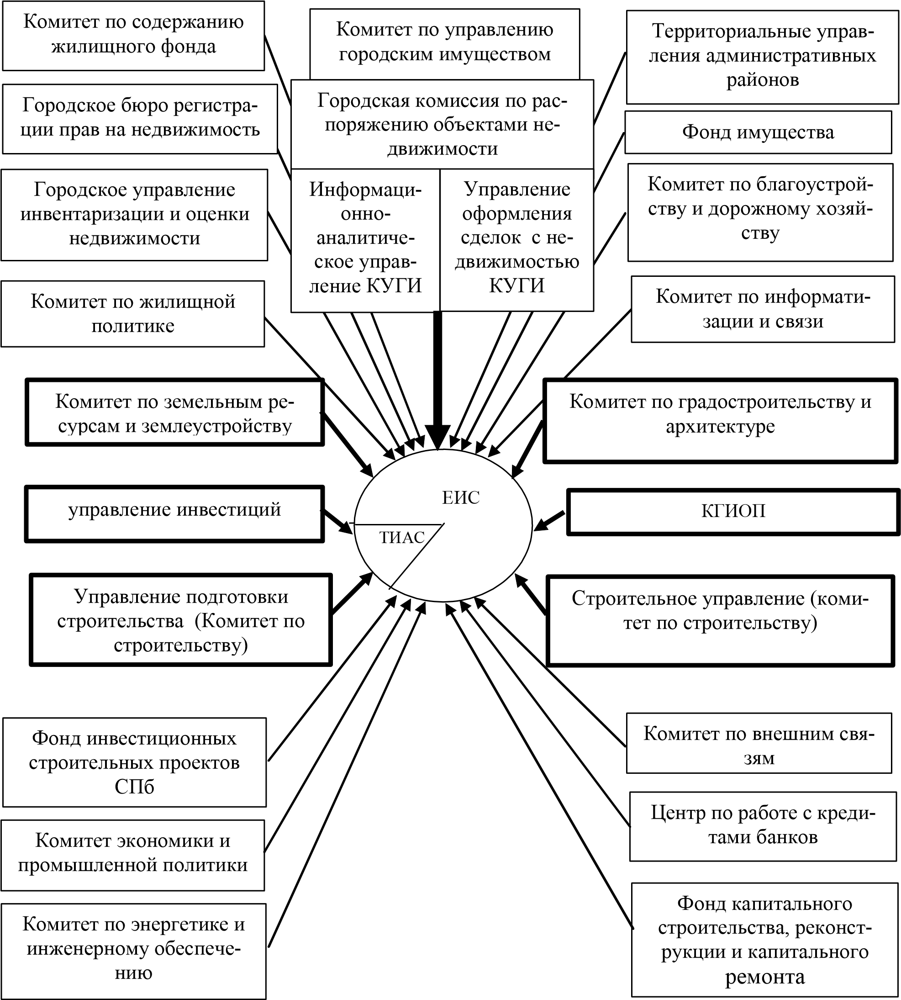 Комитет по содержанию
жилищного фонда
Комитет по управлению
городским имуществом
Территориальные управ-
ления административных
районов
Городское бюро регистра-
ции прав на недвижимость
Городская комиссия по рас-
поряжению объектами не-
движимости
Фонд имущества
Городское управление
инвентаризации и оценки
недвижимости
Информаци-
онно-
аналитиче-
ское управ-
ление КУГИ
Управление
оформления
сделок с не-
движимостью
КУГИ
Комитет по благоустрой-
ству и дорожному хозяй-
ству
Комитет по жилищной
политике
Комитет по информати-
зации и связи
Комитет по земельным ре-
сурсам и землеустройству
Комитет по градостроительству и
архитектуре
управление инвестиций
ЕИС
ТИАС
КГИОП
Управление подготовки
строительства (Комитет по
строительству)
Строительное управление (коми-
тет по строительству)
Фонд инвестиционных
строительных проектов
СПб
Комитет по внешним свя-
зям
Комитет экономики и
промышленной политики
Центр по работе с креди-
тами банков
Комитет по энергетике и
инженерному обеспече-
нию
Фонд капитального
строительства, реконст-
рукции и капитального
ремонта